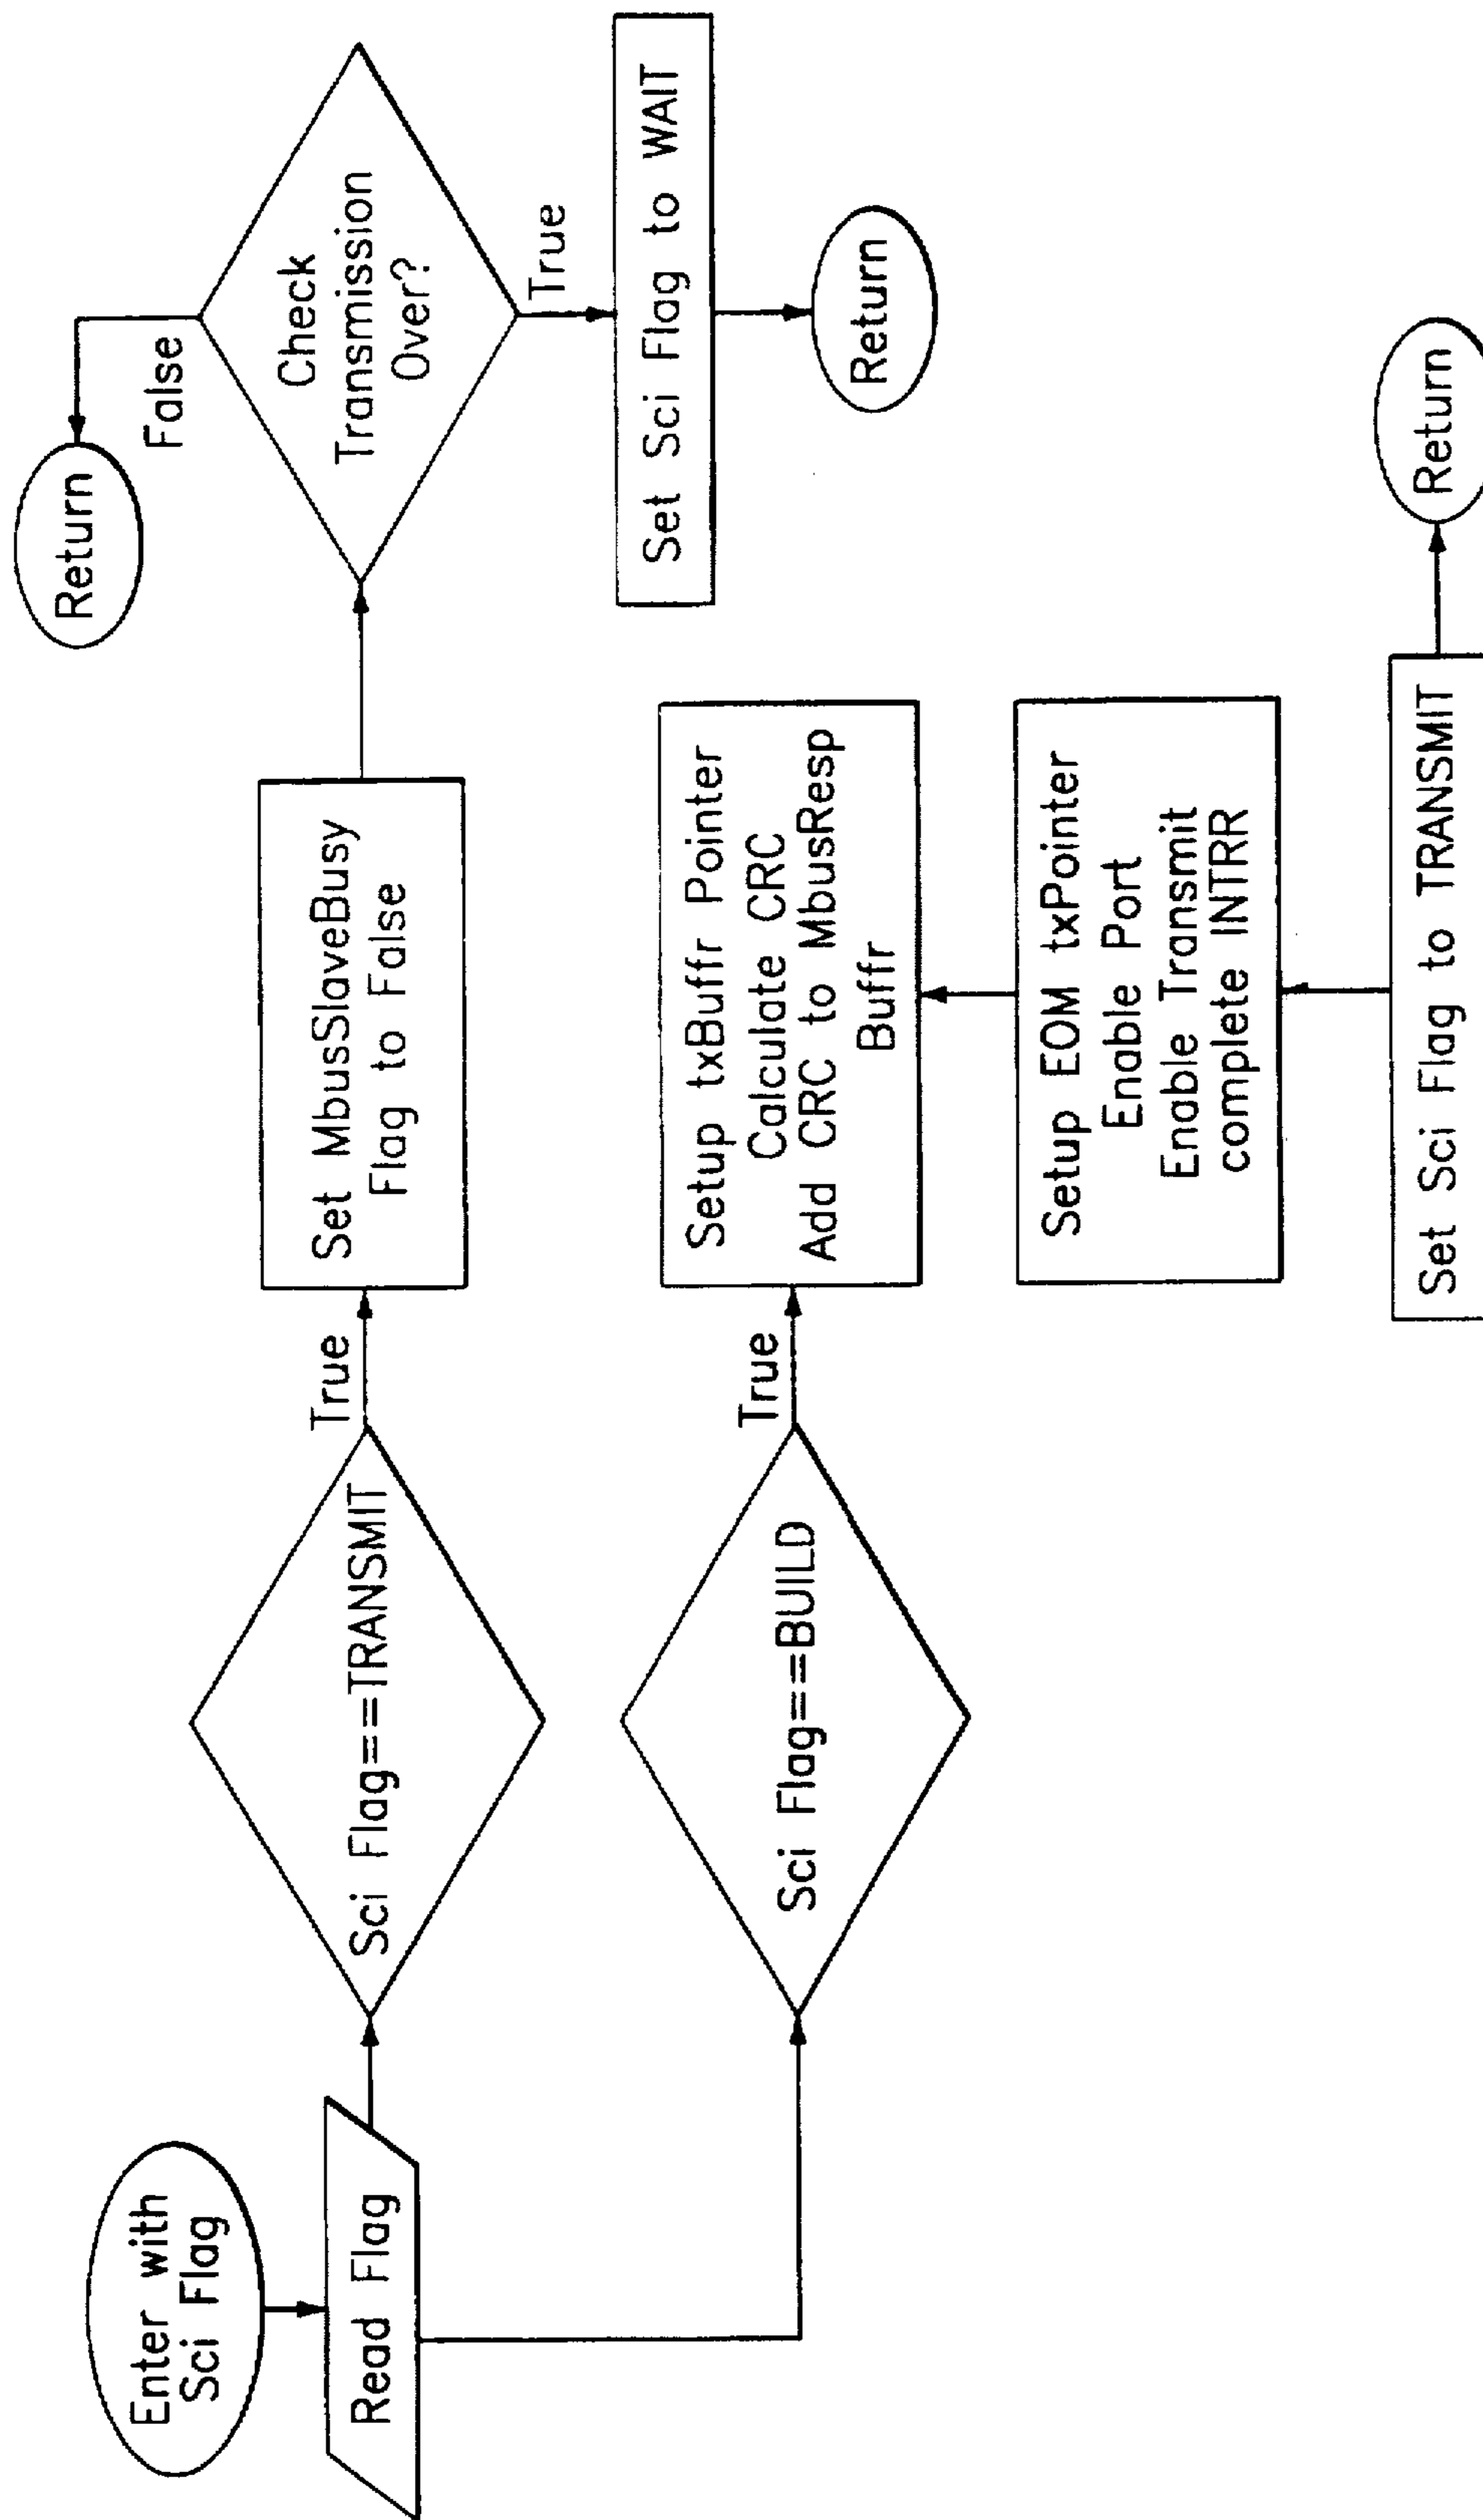 Enter with
Sci Flag
Read Flag
Sci Flag==TRANSMIT
True
Set MbusSlaveBusy
Flag to False
Check
Transmission
Over?
False
Return
True
Set Sci Flag to WAIT
Return
Sci Flag==BUILD
True
Setup txBuffr Pointer
Calculate CRC
Add CRC to MbusResp
Buffr
Setup EOM txPointer
Enable Port
Enable Transmit
complete INTRR
Set Sci Flag to TRANSMIT
Return